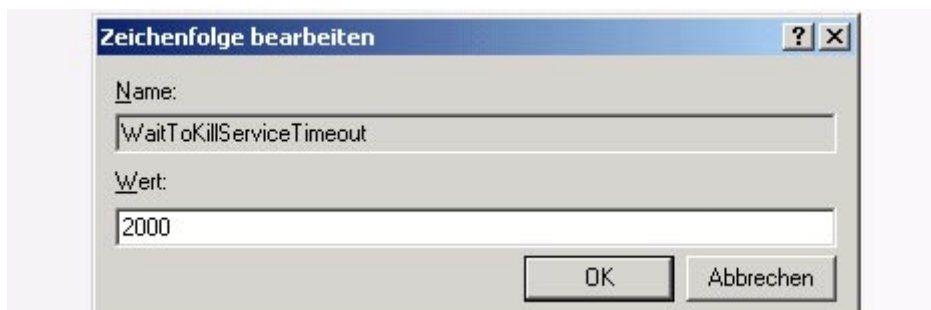 Zeichenfolge bearbeiten
Name:
WaitToKillServiceTimeout
Wert:
2000
OK Abbrechen